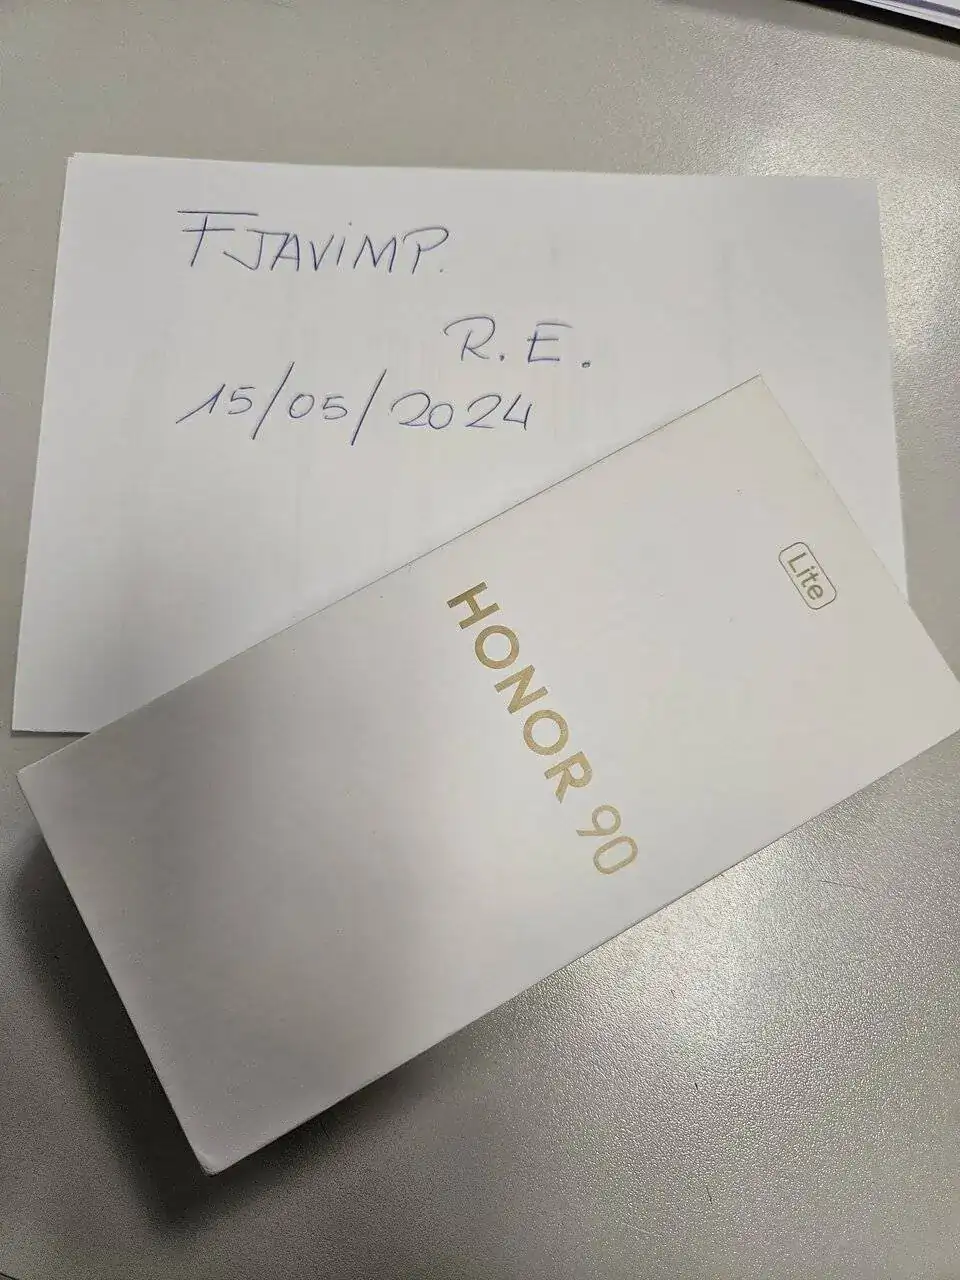 FJAViMP.
R.E.
15/05/2024
Lite
HONOR 90